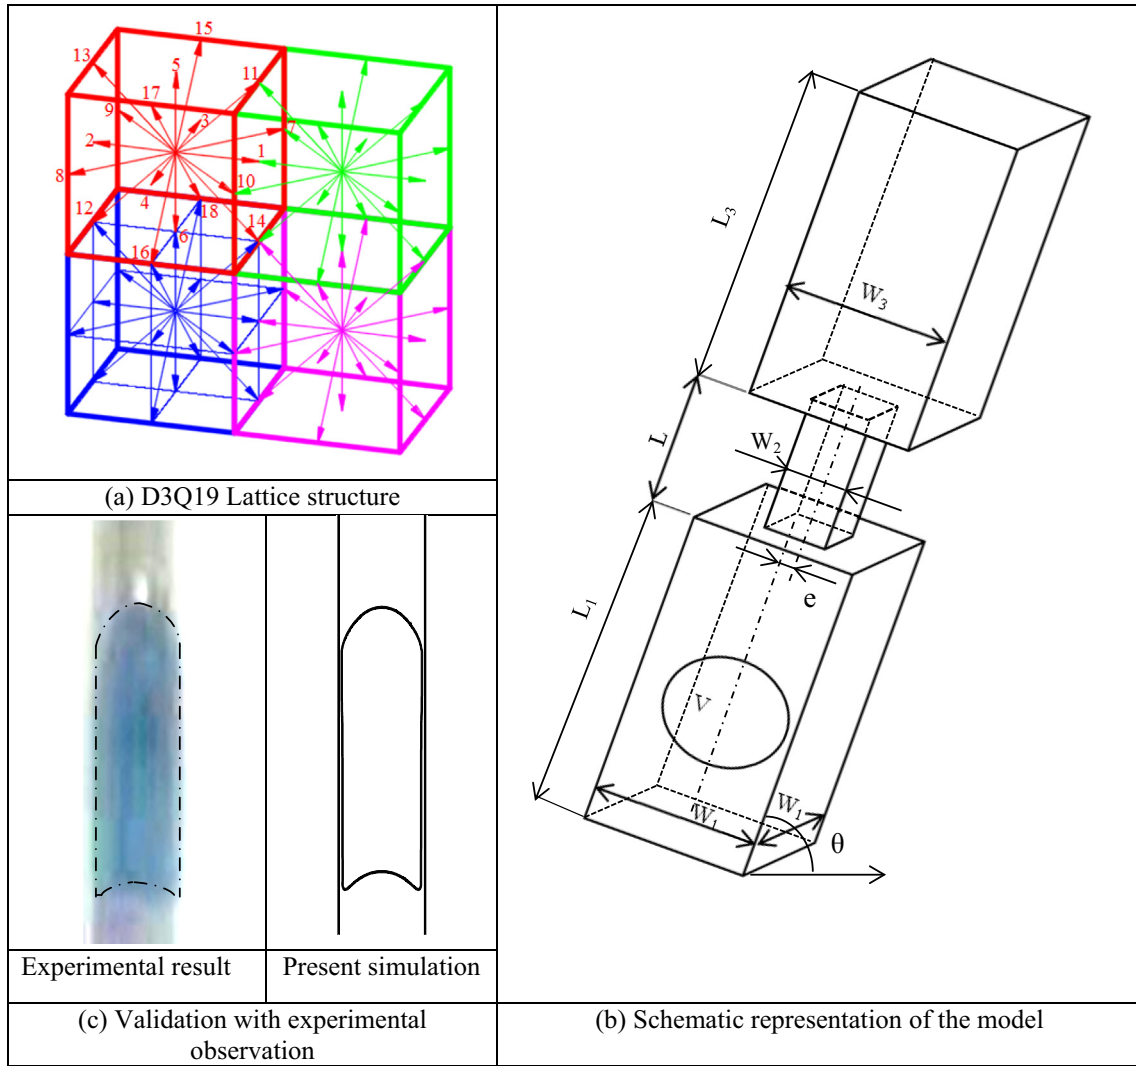 15
13
5
11
17
9
3
7
2
1
8
10
12
4
18
14
6
16
(a) D3Q19 Lattice structure
Experimental result
Present simulation
(c) Validation with experimental
observation
L3
W3
L
W2
e
L1
V
W1
W1
θ
(b) Schematic representation of the model